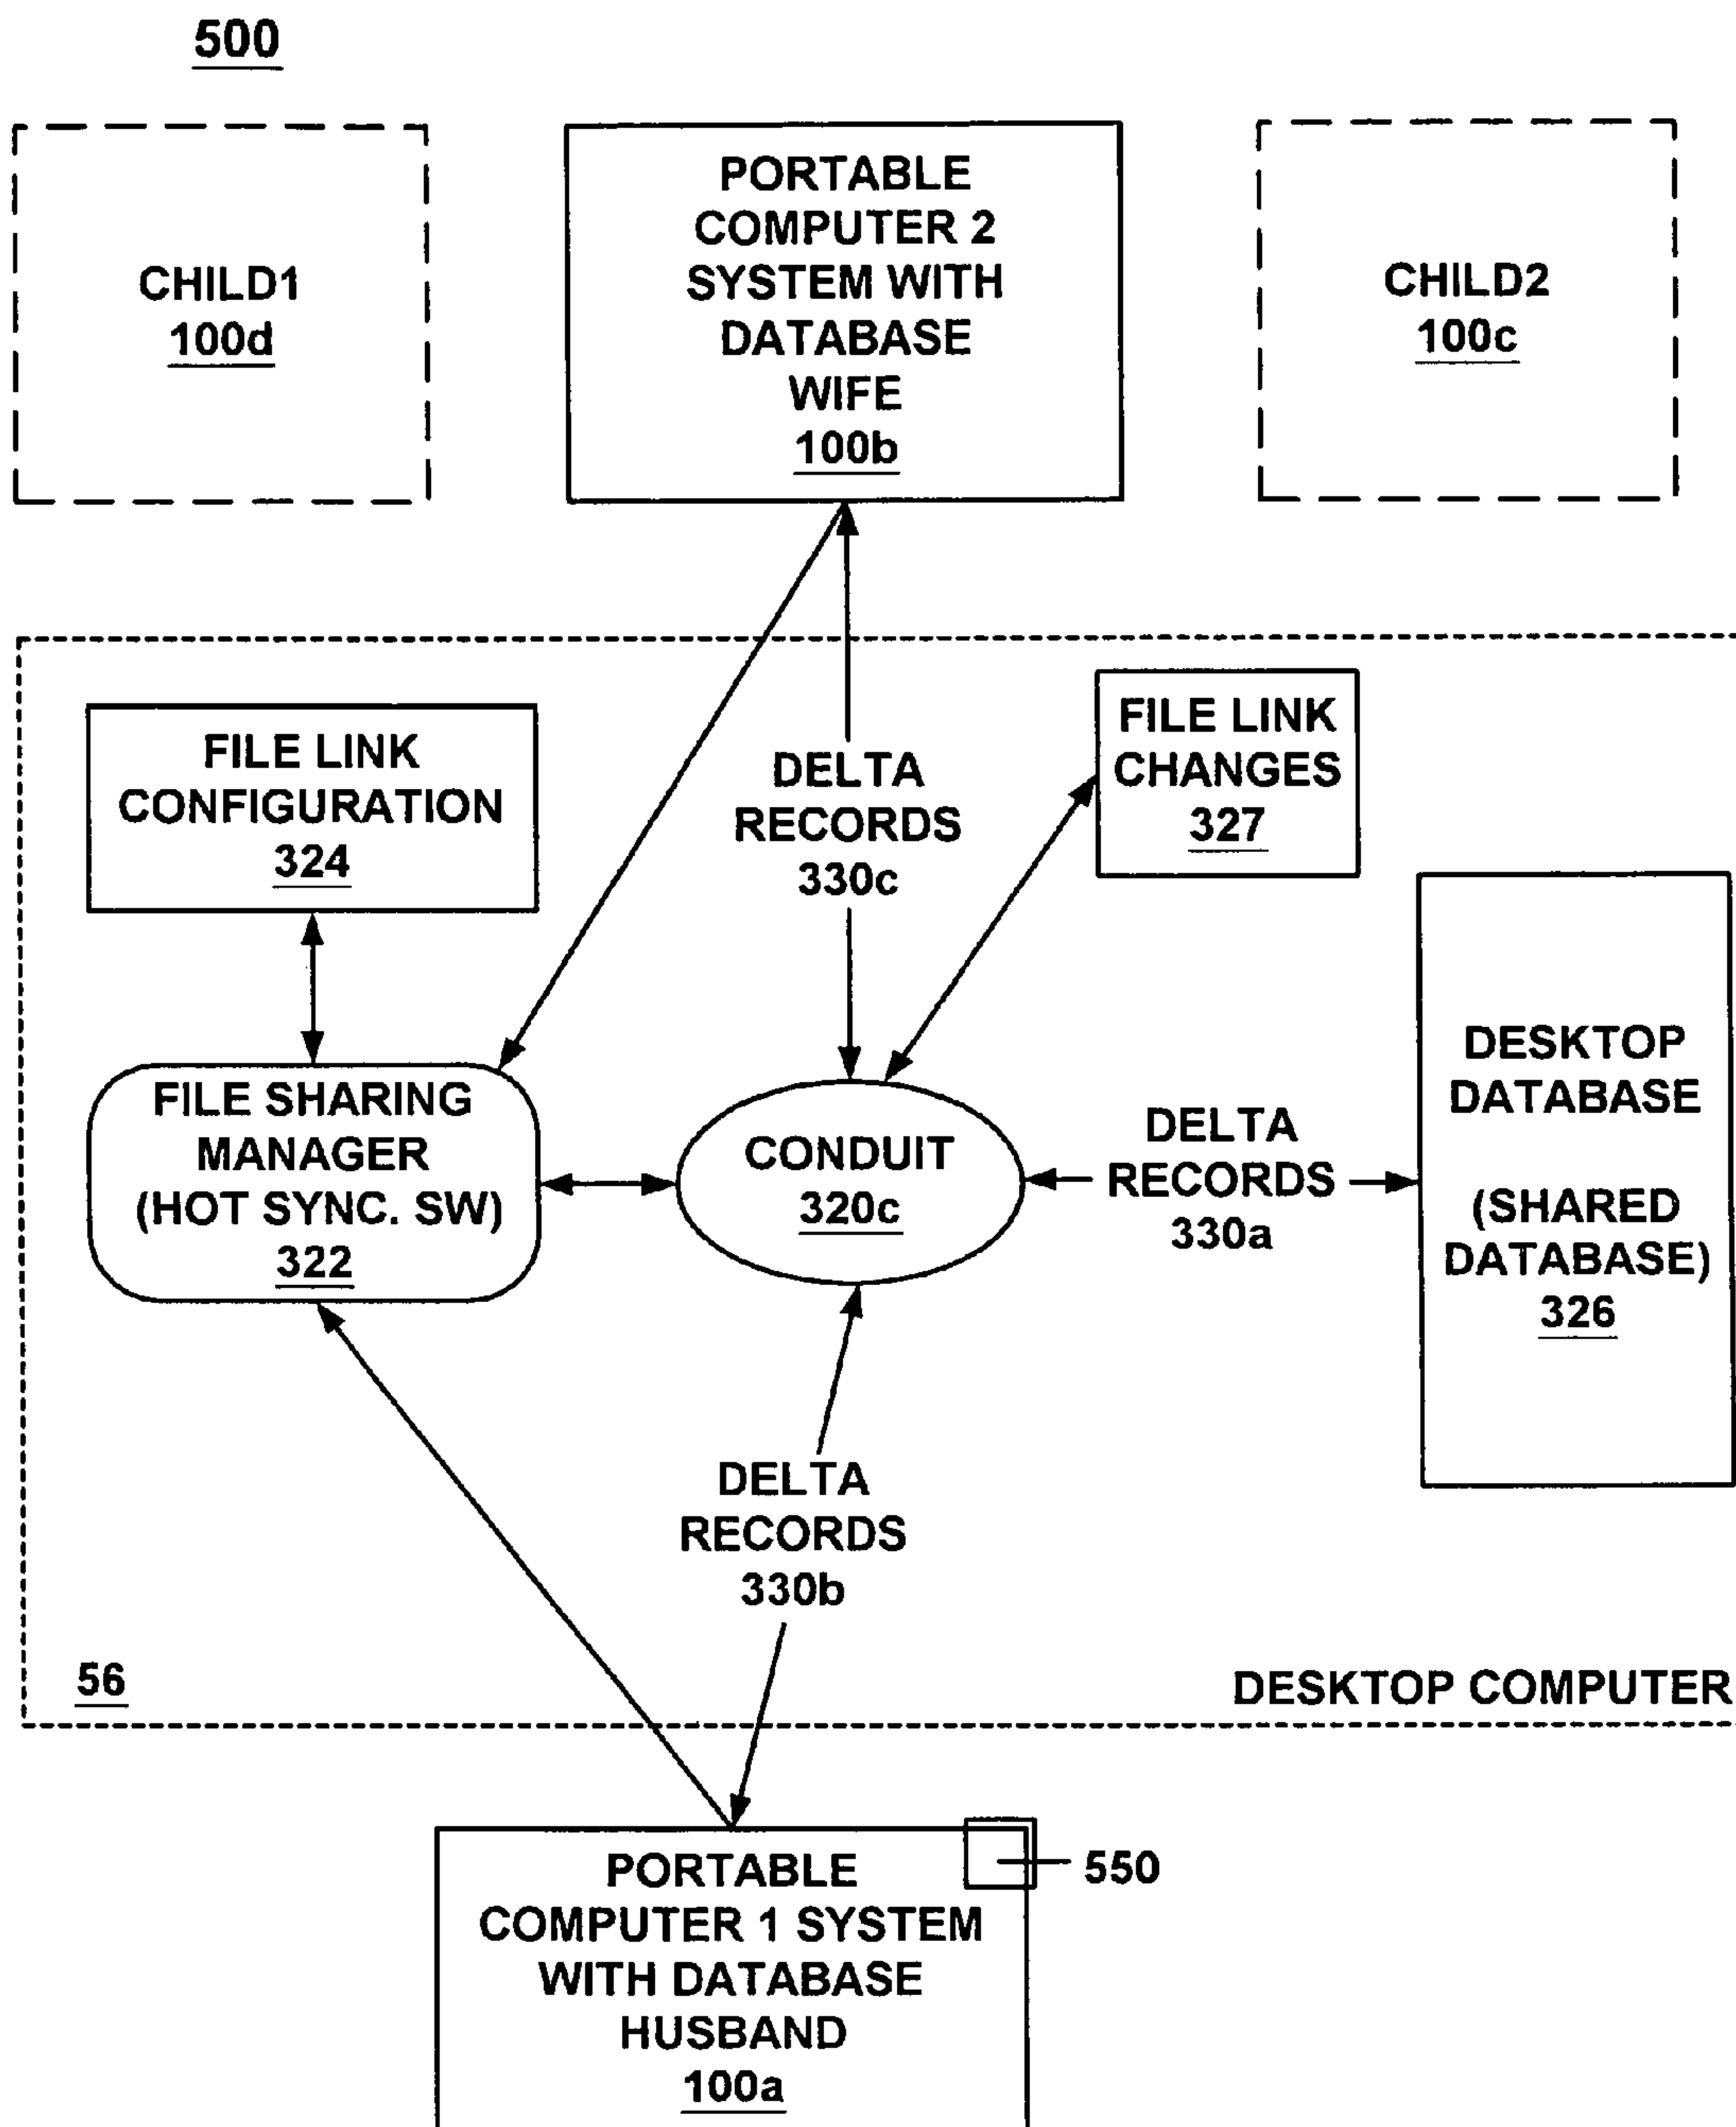 500
CHILD1
100d
PORTABLE
COMPUTER 2
SYSTEM WITH
DATABASE
WIFE
100b
CHILD2
100c
FILE LINK
CONFIGURATION
324
DELTA
RECORDS
330c
FILE LINK
CHANGES
327
FILE SHARING
MANAGER
(HOT SYNC. SW)
322
CONDUIT
320c
DELTA
RECORDS
330a
DESKTOP
DATABASE
(SHARED
DATABASE)
326
DELTA
RECORDS
330b
56
DESKTOP COMPUTER
PORTABLE
COMPUTER 1 SYSTEM
WITH DATABASE
HUSBAND
100a
550